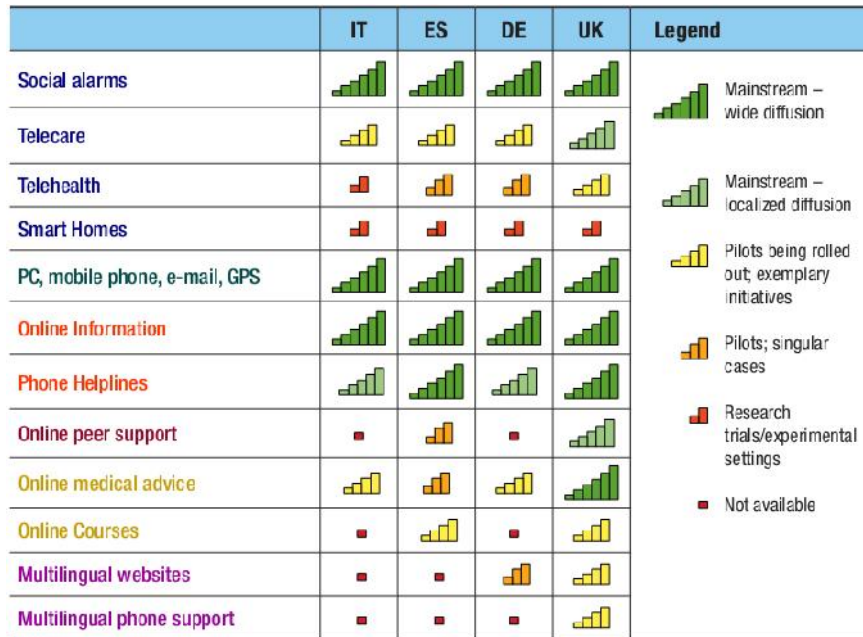 IT ES DE UK Legend
Social alarms
Telecare
Telehealth
Smart Homes
PC, mobile phone, e-mail, GPS
Online Information
Phone Helplines
Online peer support
Online medical advice
Online Courses
Multilingual websites
Multilingual phone support
Mainstream –
wide diffusion
Mainstream –
localized diffusion
Pilots being rolled
out; exemplary
initiatives
Pilots; singular
cases
Research
trials/experimental
settings
Not available